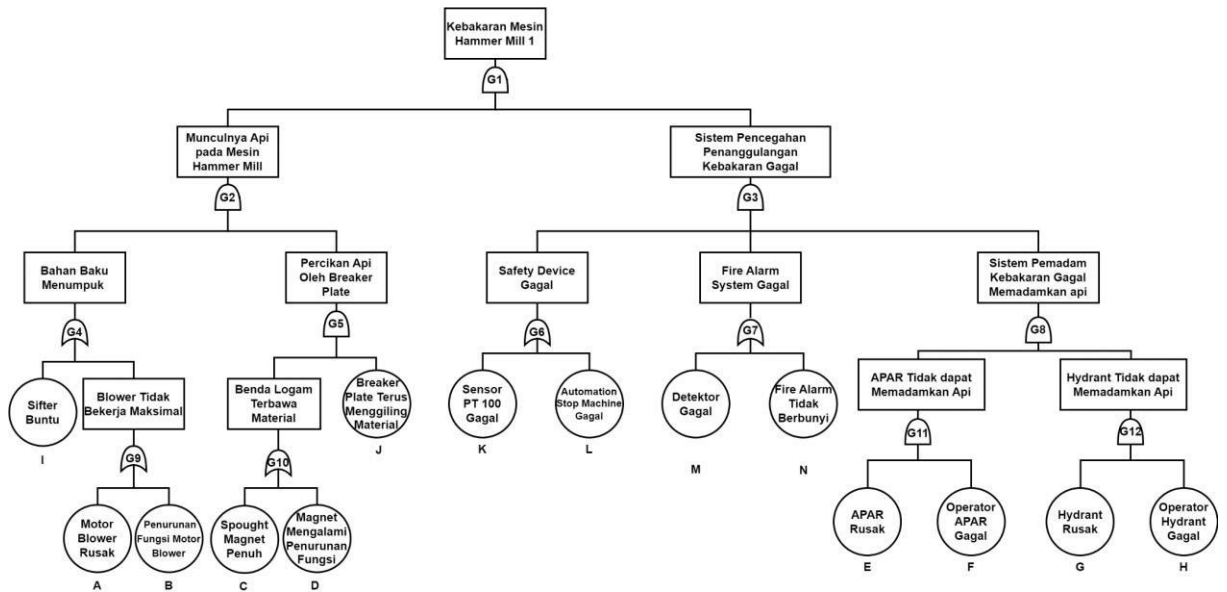 Kebakaran Mesin
Hammer Mill 1
G1
Munculnya Api
pada Mesin
Hammer Mill
Sistem Pencegahan
Penanggulangan
Kebakaran Gagal
G2
G3
Bahan Baku
Menumpuk
Percikan Api
Oleh Breaker
Plate
Safety Device
Gagal
Fire Alarm
System Gagal
Sistem Pemadam
Kebakaran Gagal
Memadamkan api
G4
G5
G6
G7
G8
Sifter
Buntu
I
Blower Tidak
Bekerja Maksimal
Benda Logam
Terbawa
Material
Breaker
Plate Terus
Menggiling
Material
J
Sensor
PT 100
Gagal
K
Automation
Stop Machine
Gagal
L
Detektor
Gagal
M
Fire Alarm
Tidak
Berbunyi
N
APAR Tidak dapat
Memadamkan Api
Hydrant Tidak dapat
Memadamkan Api
G9
G10
G11
G12
Motor
Blower
Rusak
A
Penurunan
Fungsi Motor
Blower
B
Spought
Magnet
Penuh
C
Magnet
Mengalami
Penurunan
Fungsi
D
APAR
Rusak
E
Operator
APAR
Gagal
F
Hydrant
Rusak
G
Operator
Hydrant
Gagal
H